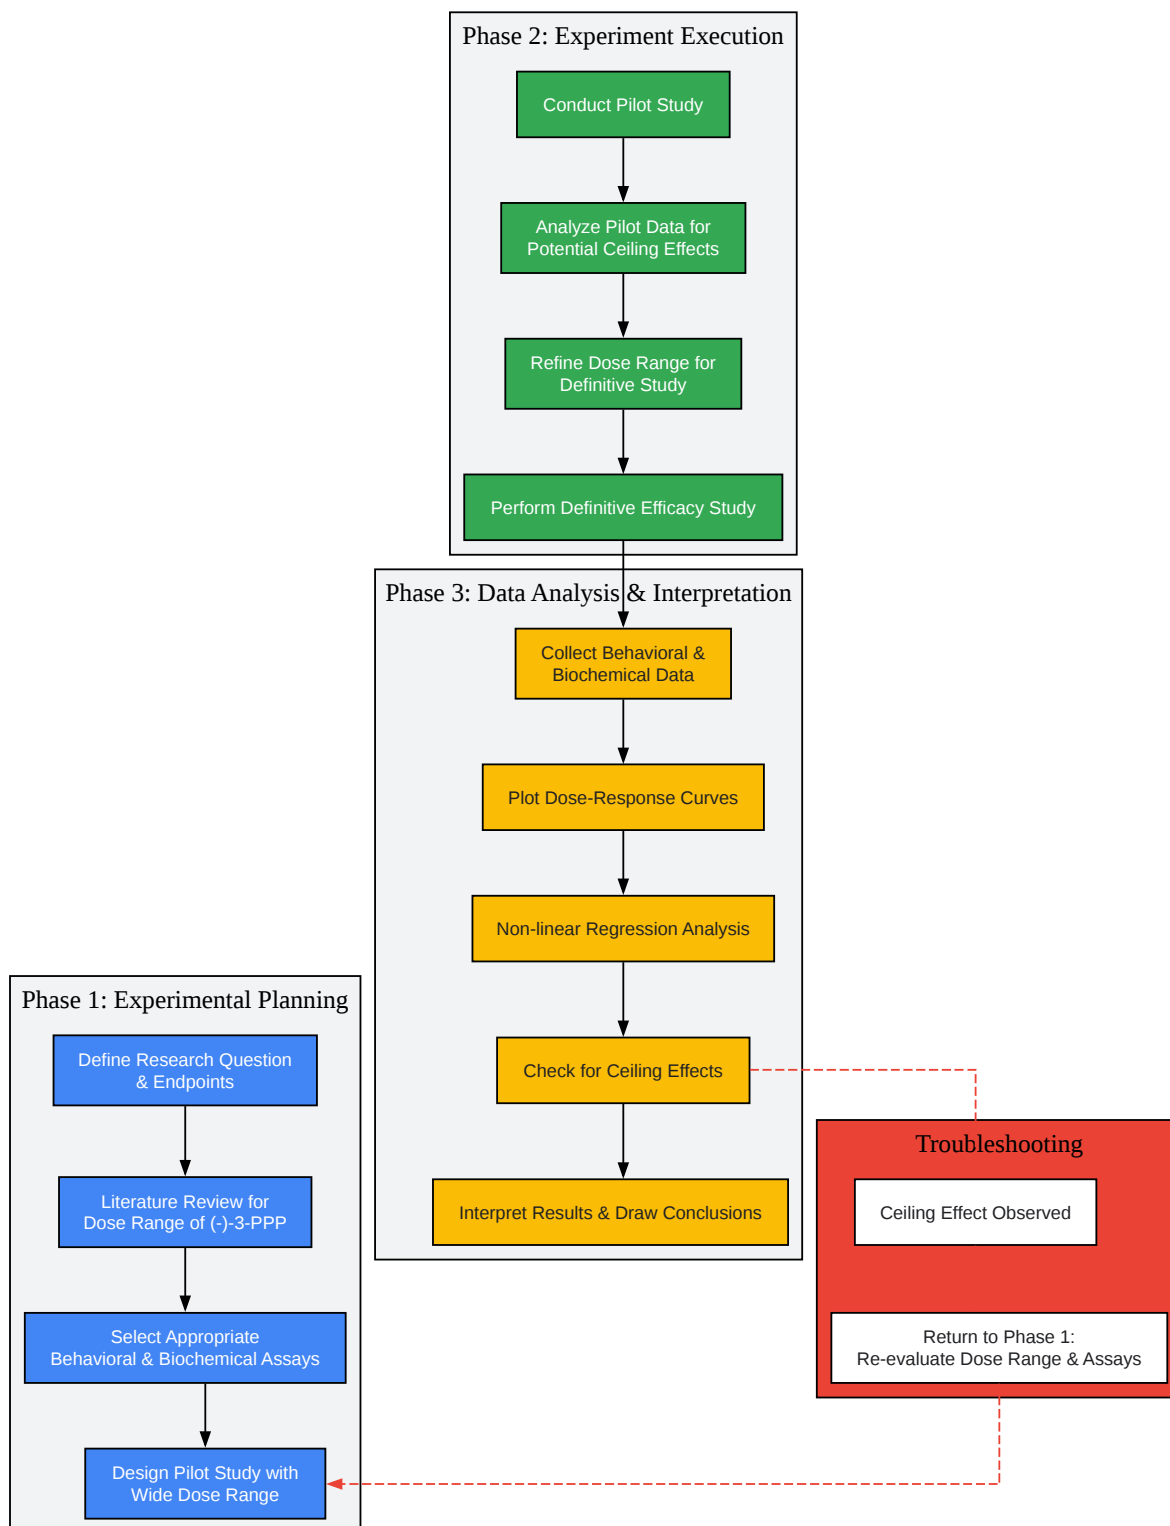 Phase 2: Experiment Execution
Conduct Pilot Study
Analyze Pilot Data for
Potential Ceiling Effects
Refine Dose Range for
Definitive Study
Perform Definitive Efficacy Study
Phase 3: Data Analysis & Interpretation
Collect Behavioral &
Biochemical Data
Plot Dose-Response Curves
Non-linear Regression Analysis
Check for Ceiling Effects
Interpret Results & Draw Conclusions
Phase 1: Experimental Planning
Define Research Question
& Endpoints
Literature Review for
Dose Range of (-)-3-PPP
Select Appropriate
Behavioral & Biochemical Assays
Design Pilot Study with
Wide Dose Range
Troubleshooting
Ceiling Effect Observed
Return to Phase 1:
Re-evaluate Dose Range & Assays